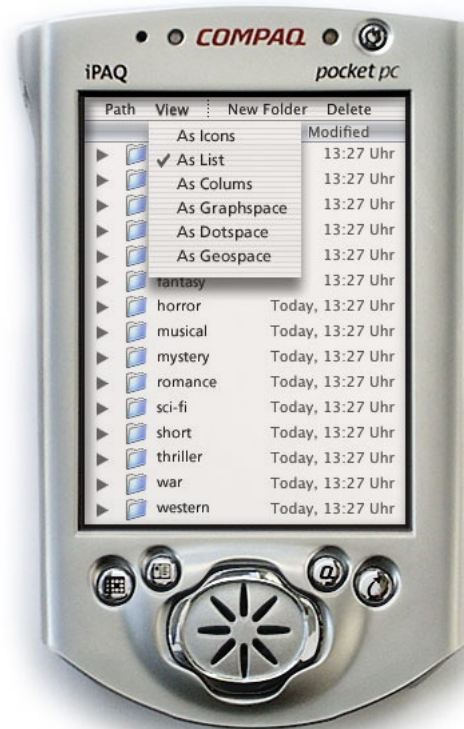 COMPAQ
iPAQ pocket pc
Path View New Folder Delete
Modified
As Icons
✓ As List
As Colums
As Graphspace
As Dotspace
As Geospace
13:27 Uhr
13:27 Uhr
13:27 Uhr
13:27 Uhr
13:27 Uhr
fantasy 13:27 Uhr
horror Today, 13:27 Uhr
musical Today, 13:27 Uhr
mystery Today, 13:27 Uhr
romance Today, 13:27 Uhr
sci-fi Today, 13:27 Uhr
short Today, 13:27 Uhr
thriller Today, 13:27 Uhr
war Today, 13:27 Uhr
western Today, 13:27 Uhr